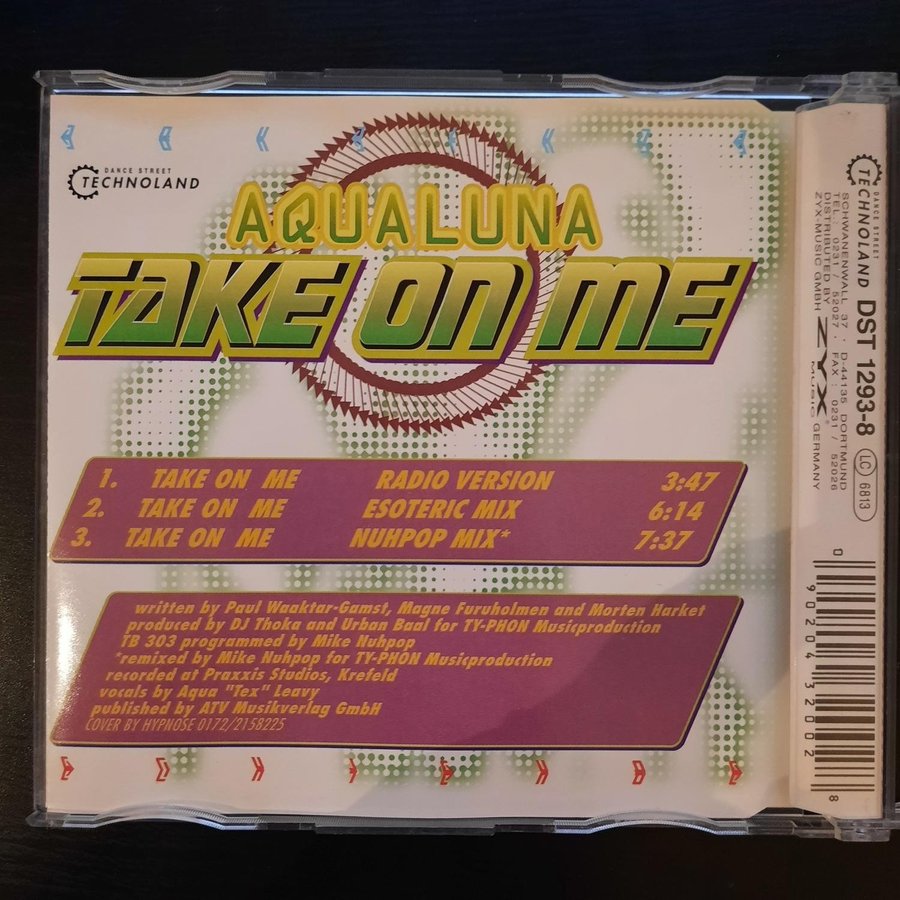 DANCE STREET
TECHNOLAND
AQUALUNA
TAKE ON ME
1. TAKE ON ME RADIO VERSION 3:47
2. TAKE ON ME ESOTERIC MIX 6:14
3. TAKE ON ME NUHPOP MIX* 7:37
written by Paul Waaktar-Gamst, Magne Furuholmen and Morten Harket
produced by DJ Thoka and Urban Baal for TY-PHON Musicproduction
TB 303 programmed by Mike Nuhpop
*remixed by Mike Nuhpop for TY-PHON Musicproduction
recorded at Praxxis Studios, Krefeld
vocals by Aqua "Tex" Leavy
published by ATV Musikverlag GmbH
COVER BY HYPNOSE 0172/2158225
DANCE STREET
TECHNOLAND
SCHWANENWALL 37 · D-44135 DORTMUND
TEL.: 0231 / 52027 · FAX: 0231 / 52026
DISTRIBUTED BY
ZYX-MUSIC GMBH ZYX® MUSIC GERMANY
DST 1293-8
LC 6813
0 90204 32002 8